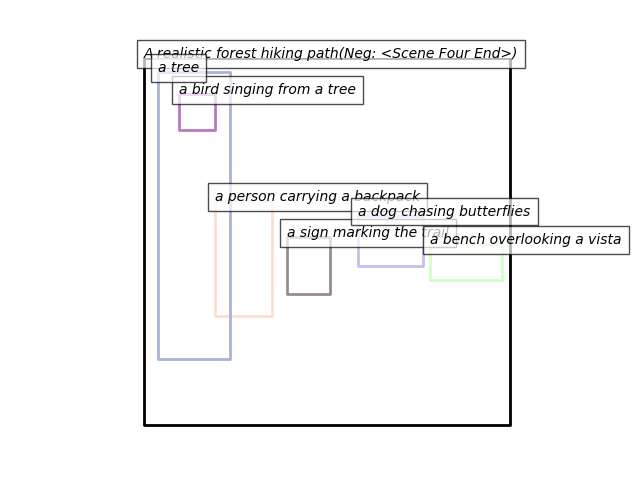 A realistic forest hiking path(Neg: <Scene Four End>)
a tree
a bird singing from a tree
a person carrying a backpack
a dog chasing butterflies
a sign marking the trail
a bench overlooking a vista